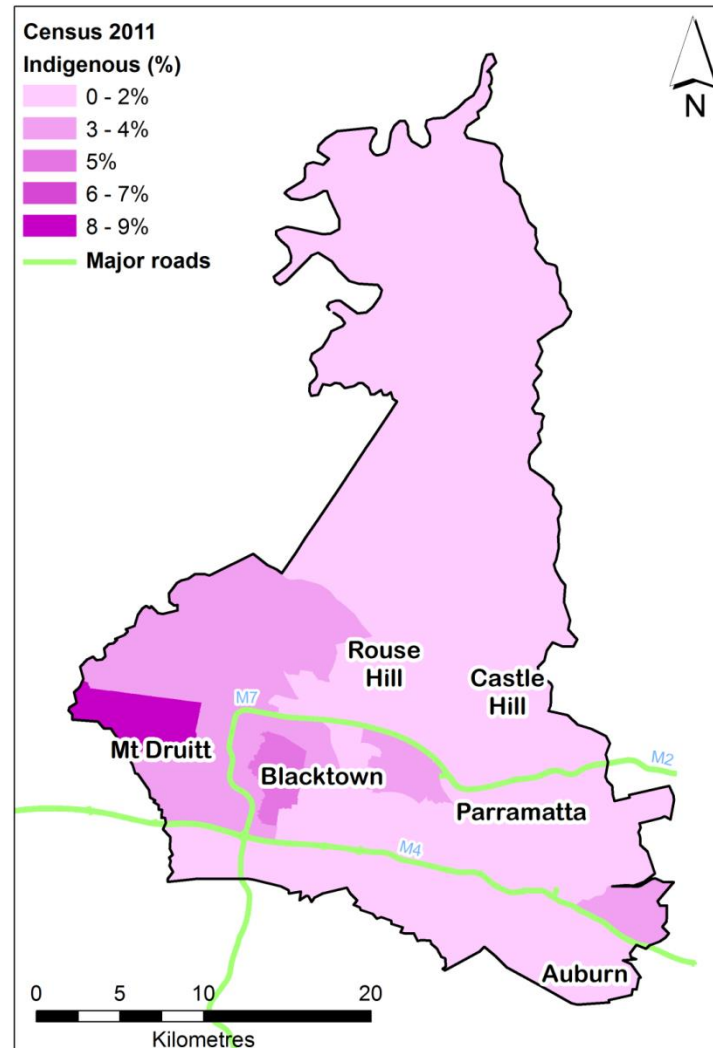 Census 2011
Indigenous (%)
0 - 2%
3 - 4%
5%
6 - 7%
8 - 9%
Major roads
N
Rouse
Hill
Castle
Hill
M7
Mt Druitt
Blacktown
M2
Parramatta
M4
Auburn
0 5 10 20
Kilometres